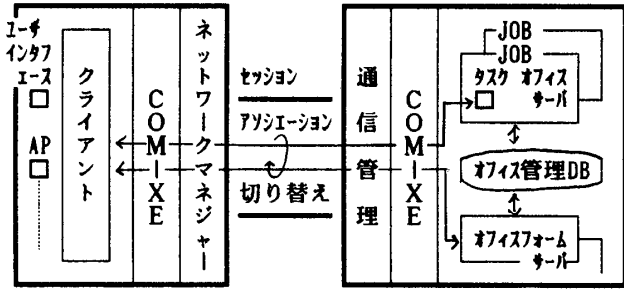 ユーザ
インタフ
ェース
AP
クライアント
COM-IXE
ネットワークマネジャー
セッション
アソシエーション
切り替え
通信管理
COM-IXE
JOB
JOB
タスク オフィス
サーバ
オフィス管理DB
オフィスフォーム
サーバ